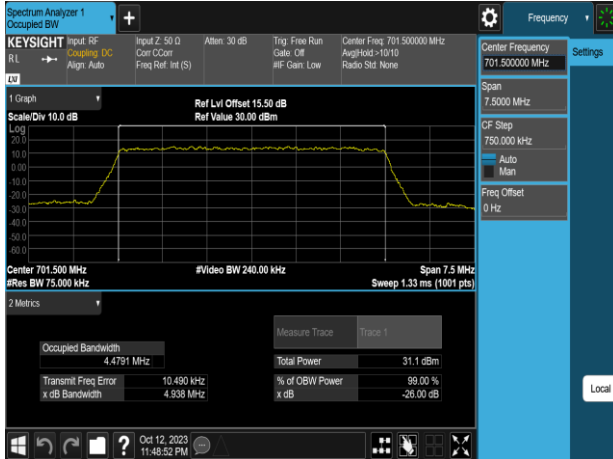 Spectrum Analyzer 1
Occupied BW
+
Frequency
KEYSIGHT
RL
LXI
Input: RF
Coupling: DC
Align: Auto
Input Z: 50 Ω
Corr CCorr
Freq Ref: Int (S)
Atten: 30 dB
Trig: Free Run
Gate: Off
#IF Gain: Low
Center Freq: 701.500000 MHz
Avg|Hold:>10/10
Radio Std: None
Center Frequency
701.500000 MHz
Settings
Span
7.5000 MHz
CF Step
750.000 kHz
Auto
Man
Freq Offset
0 Hz
Local
1 Graph
Scale/Div 10.0 dB
Ref Lvl Offset 15.50 dB
Ref Value 30.00 dBm
Log
20.0
10.0
0.00
-10.0
-20.0
-30.0
-40.0
-50.0
-60.0
Center 701.500 MHz
#Res BW 75.000 kHz
#Video BW 240.00 kHz
Span 7.5 MHz
Sweep 1.33 ms (1001 pts)
2 Metrics
Measure Trace
Trace 1
Occupied Bandwidth
4.4791 MHz
Total Power
31.1 dBm
Transmit Freq Error
10.490 kHz
% of OBW Power
99.00 %
x dB Bandwidth
4.938 MHz
x dB
-26.00 dB
?
Oct 12, 2023
11:48:52 PM